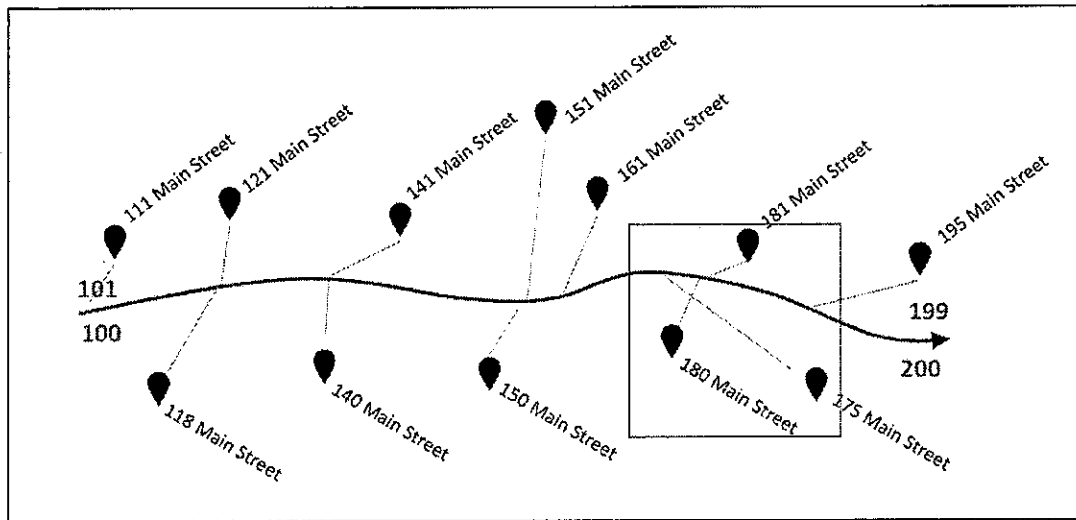 111 Main Street
121 Main Street
141 Main Street
151 Main Street
161 Main Street
181 Main Street
195 Main Street
101
100
199
200
118 Main Street
140 Main Street
150 Main Street
180 Main Street
175 Main Street